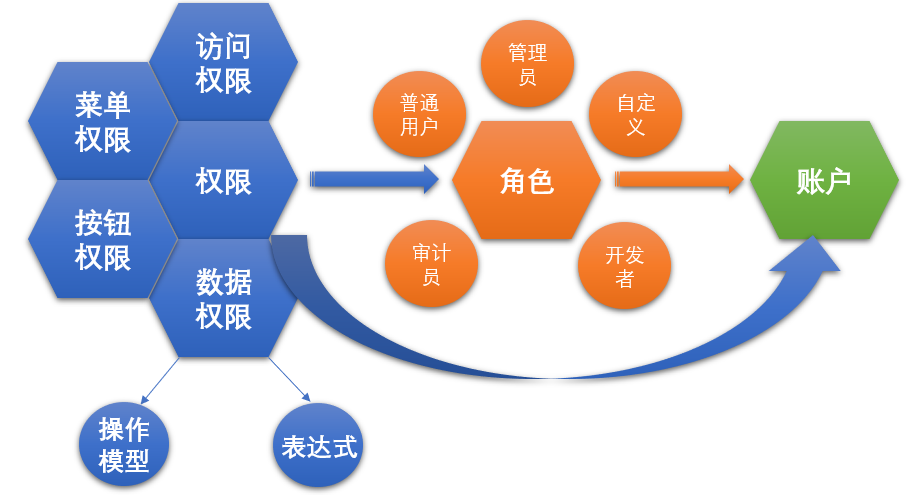 访问
权限
菜单
权限
权限
按钮
权限
数据
权限
操作
模型
表达式
管理
员
普通
用户
自定
义
角色
审计
员
开发
者
账户